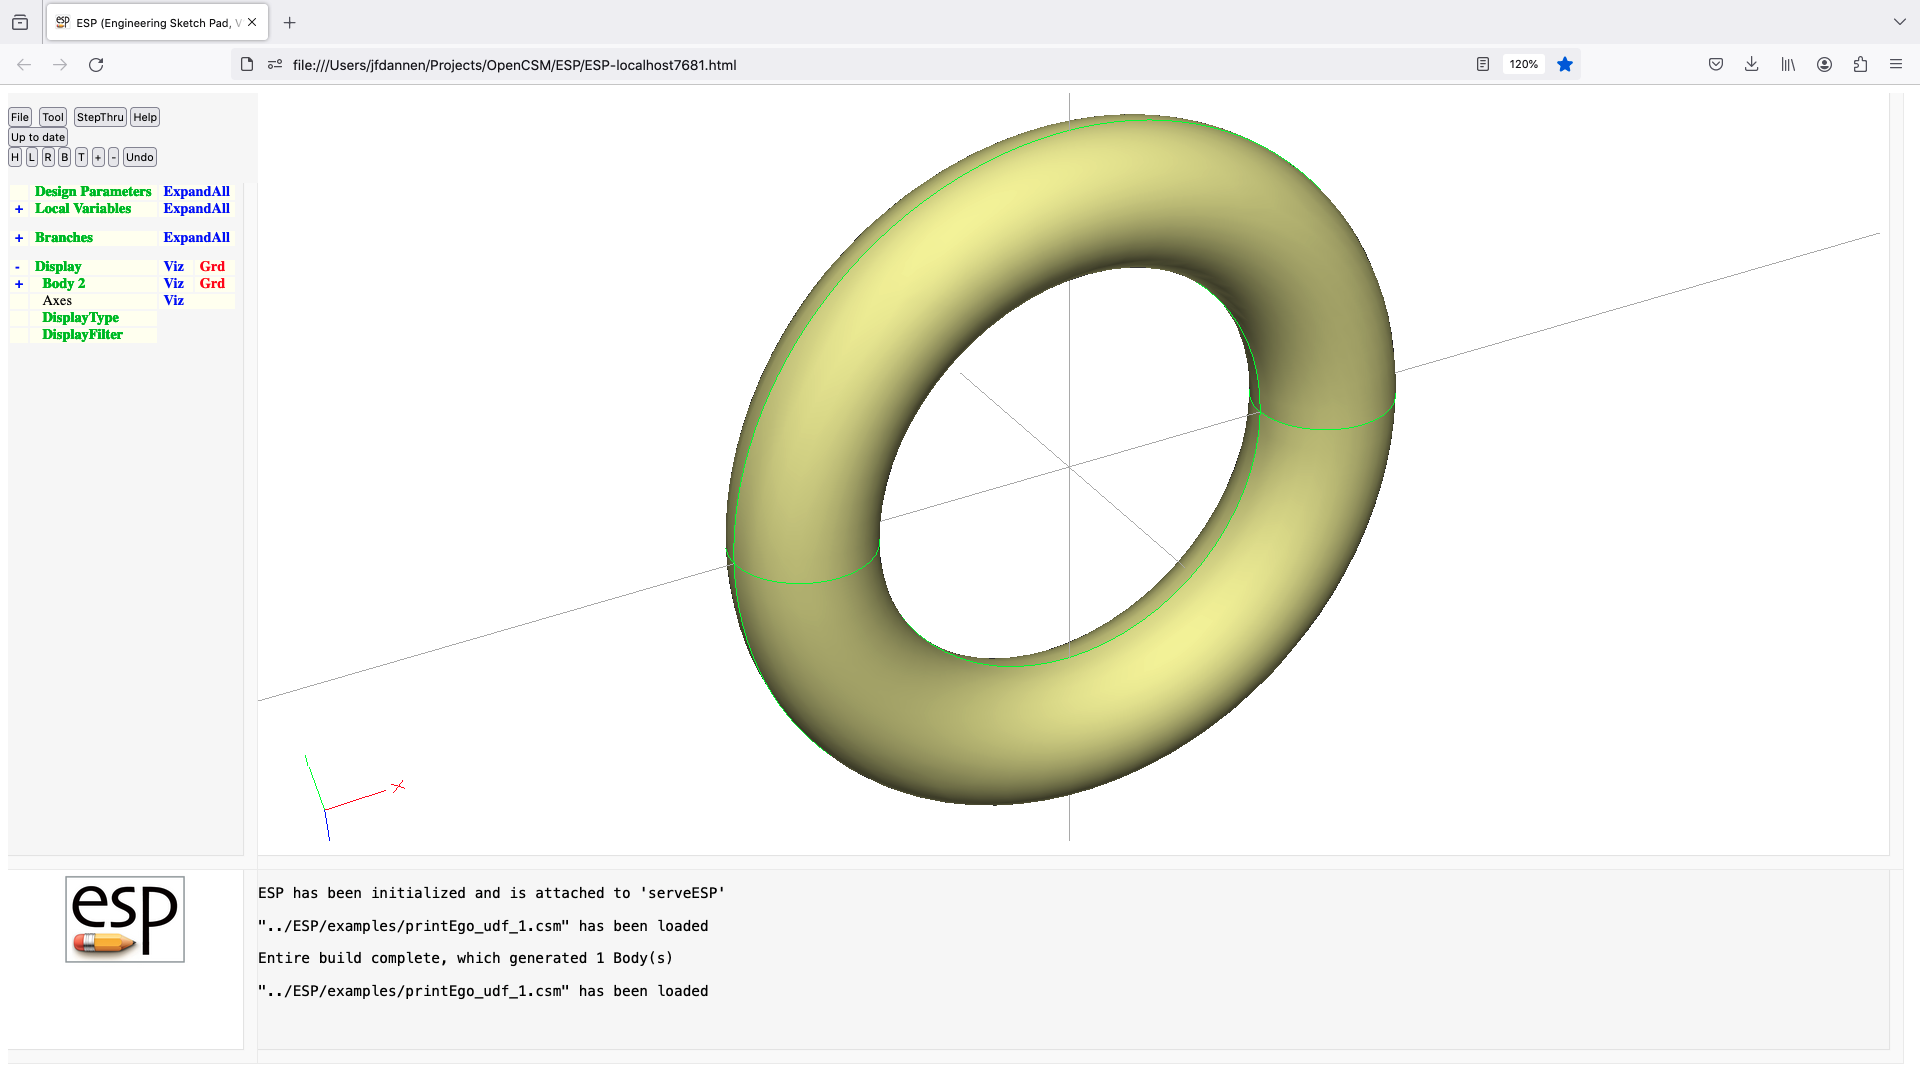 ESP (Engineering Sketch Pad, V
file:///Users/jfdannen/Projects/OpenCSM/ESP/ESP-localhost7681.html
120%
File Tool StepThru Help
Up to date
H L R B T + - Undo
Design Parameters ExpandAll
+ Local Variables ExpandAll
+ Branches ExpandAll
- Display Viz Grd
+ Body 2 Viz Grd
Axes Viz
DisplayType
DisplayFilter
X
esp
ESP has been initialized and is attached to 'serveESP'
"../ESP/examples/printEgo_udf_1.csm" has been loaded
Entire build complete, which generated 1 Body(s)
"../ESP/examples/printEgo_udf_1.csm" has been loaded